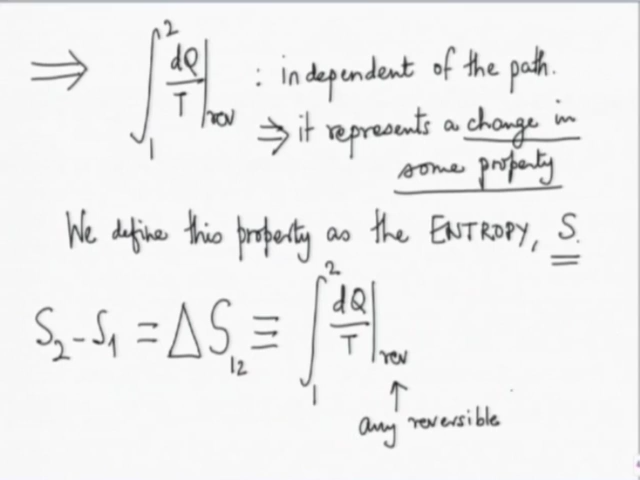 ⟹ ∫₁² dQ/T |rev : independent of the path.
⇒ it represents a change in
some property
We define this property as the ENTROPY, S.
S₂ - S₁ = ΔS₁₂ ≡ ∫₁² dQ/T |rev
↑
any reversible